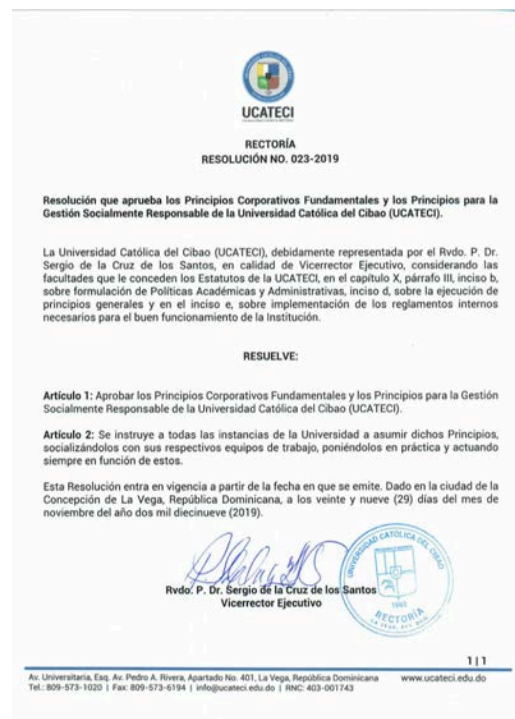 UCATECI
RECTORÍA
RESOLUCIÓN NO. 023-2019
Resolución que aprueba los Principios Corporativos Fundamentales y los Principios para la
Gestión Socialmente Responsable de la Universidad Católica del Cibao (UCATECI).
La Universidad Católica del Cibao (UCATECI), debidamente representada por el Rvdo. P. Dr.
Sergio de la Cruz de los Santos, en calidad de Vicerrector Ejecutivo, considerando las
facultades que le conceden los Estatutos de la UCATECI, en el capítulo X, párrafo III, inciso b,
sobre formulación de Políticas Académicas y Administrativas, inciso d, sobre la ejecución de
principios generales y en el inciso e, sobre implementación de los reglamentos internos
necesarios para el buen funcionamiento de la Institución.
RESUELVE:
Artículo 1: Aprobar los Principios Corporativos Fundamentales y los Principios para la Gestión
Socialmente Responsable de la Universidad Católica del Cibao (UCATECI).
Artículo 2: Se instruye a todas las instancias de la Universidad a asumir dichos Principios,
socializándolos con sus respectivos equipos de trabajo, poniéndolos en práctica y actuando
siempre en función de estos.
Esta Resolución entra en vigencia a partir de la fecha en que se emite. Dado en la ciudad de la
Concepción de La Vega, República Dominicana, a los veinte y nueve (29) días del mes de
noviembre del año dos mil diecinueve (2019).
UNIVERSIDAD CATOLICA DEL CIBAO
RECTORÍA
LA VEGA, REP. DOM.
Rvdo. P. Dr. Sergio de la Cruz de los Santos
Vicerrector Ejecutivo
1|1
Av. Universitaria, Esq. Av. Pedro A. Rivera, Apartado No. 401, La Vega, República Dominicana www.ucateci.edu.do
Tel.: 809-573-1020 | Fax: 809-573-6194 | info@ucateci.edu.do | RNC: 403-001743